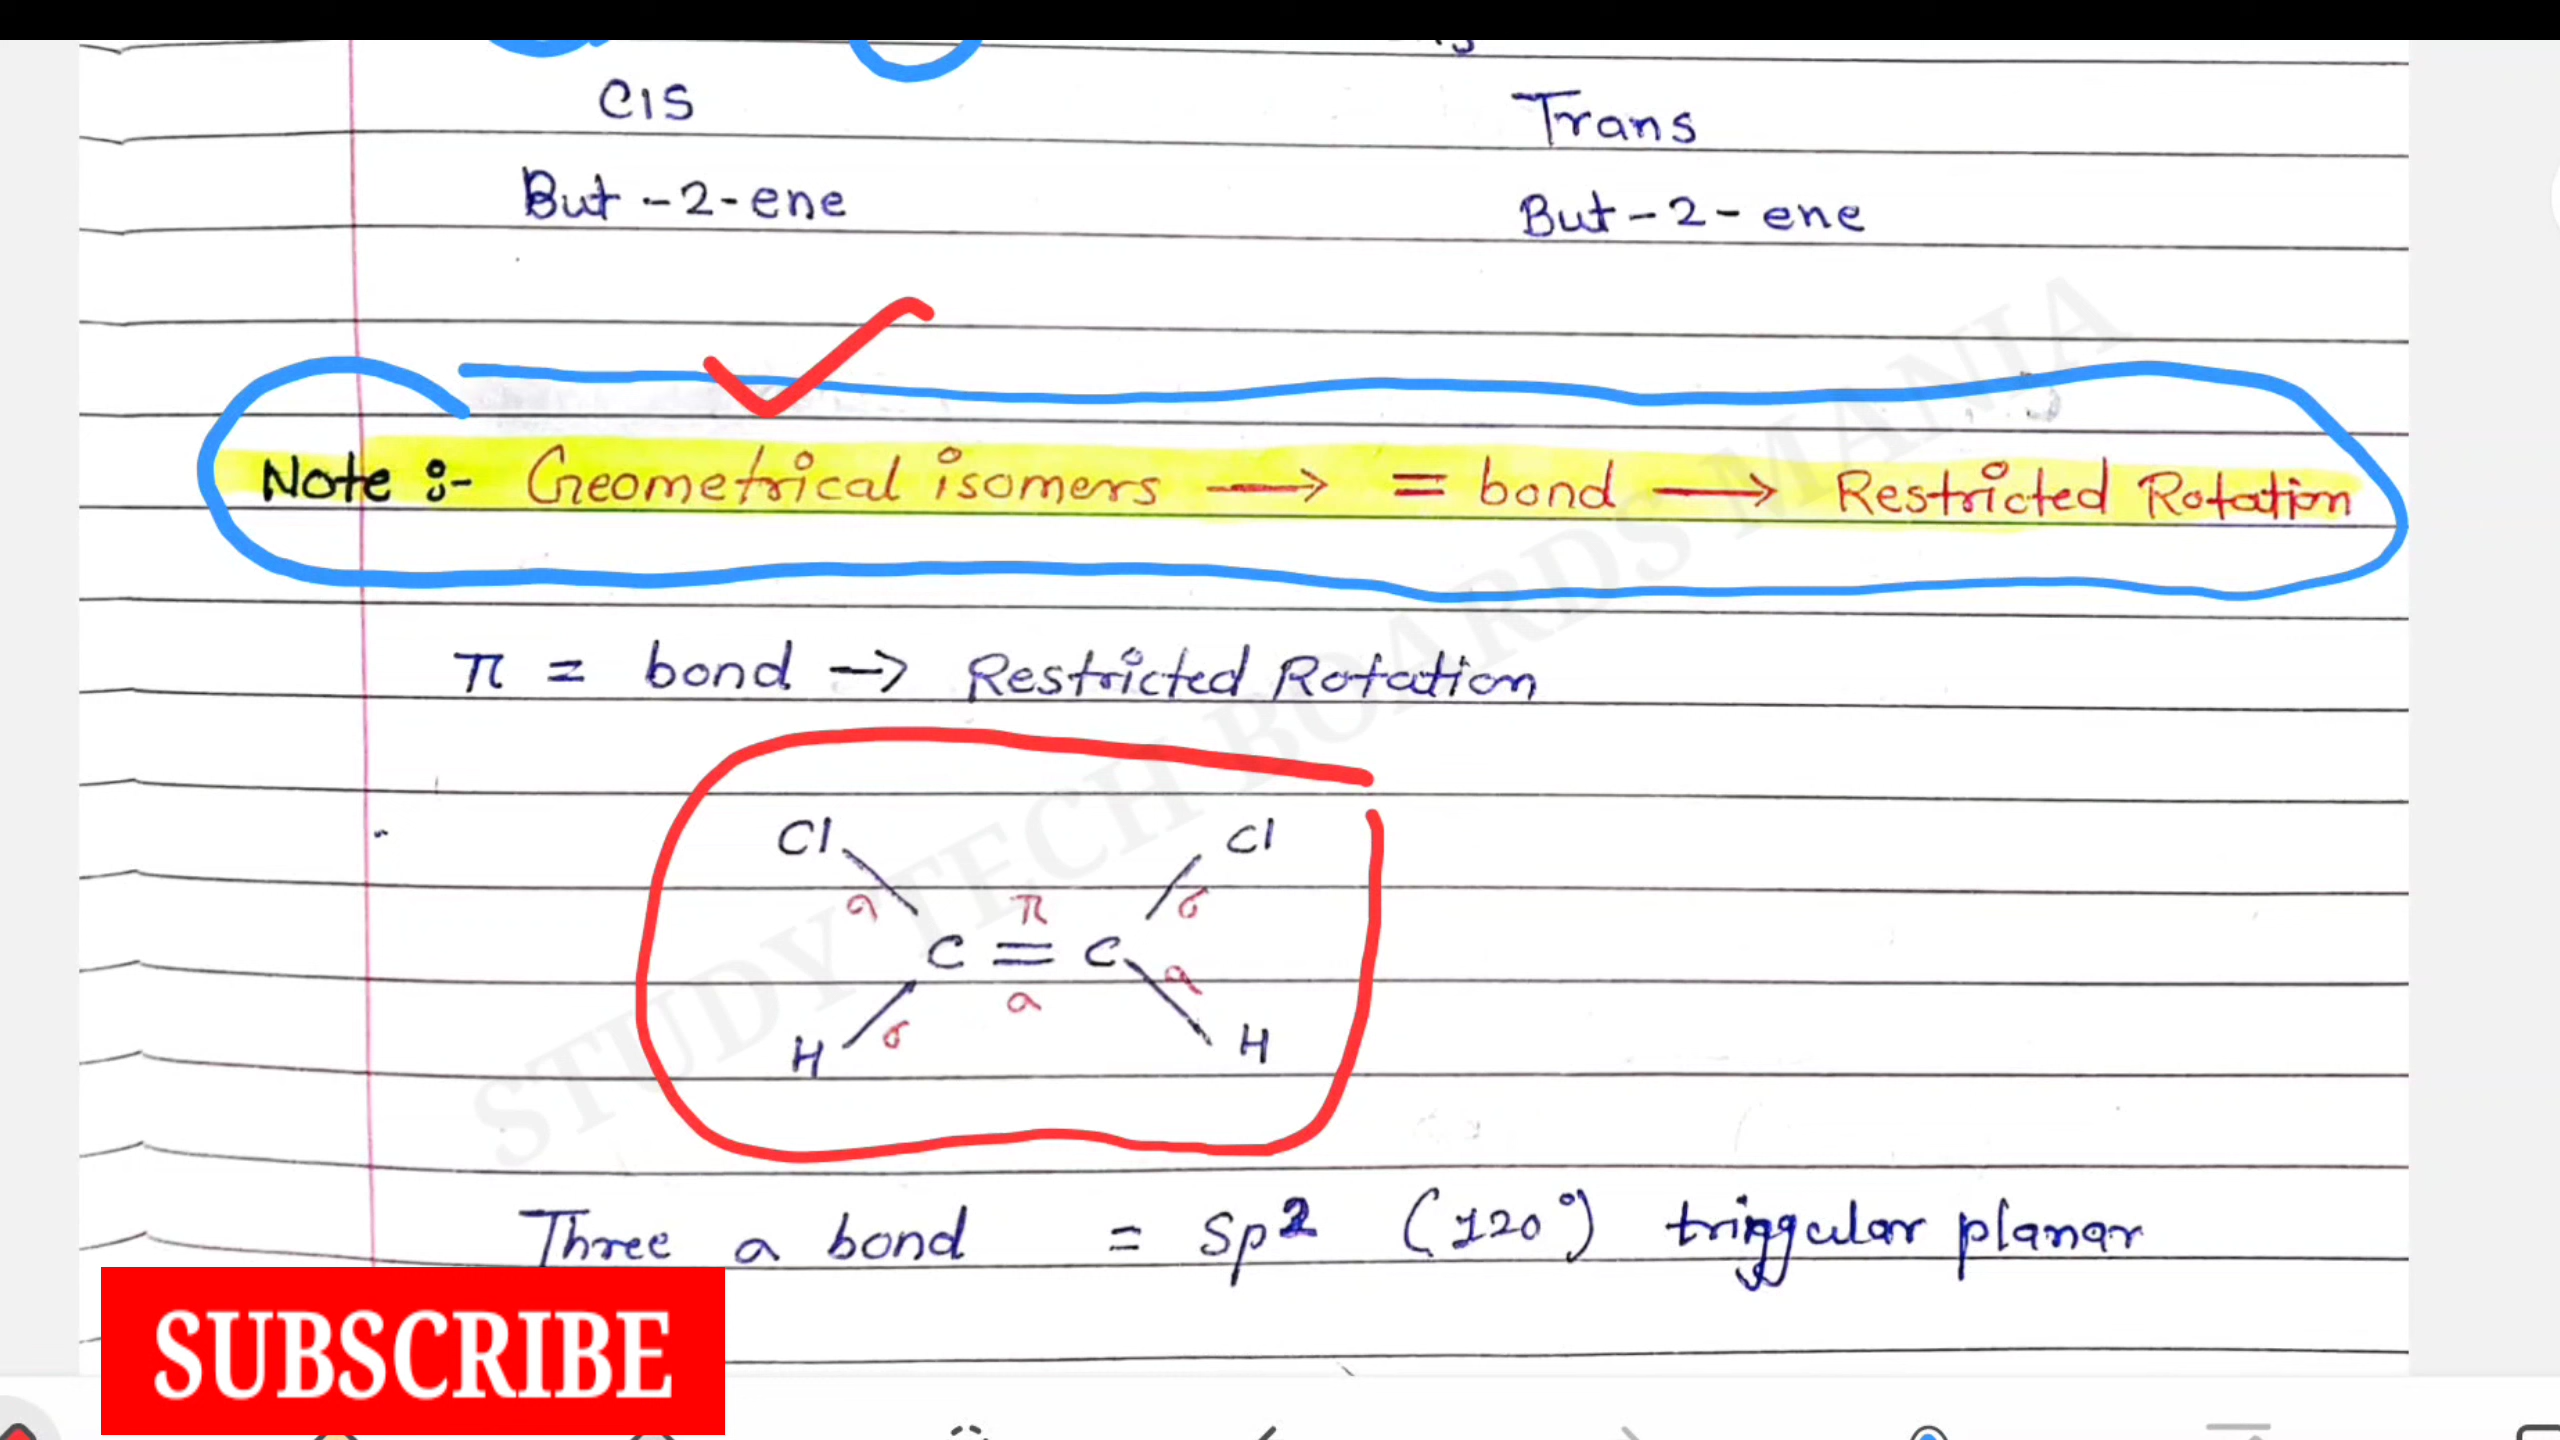 CIS
Trans
But-2-ene
But-2-ene
Note :- Geometrical isomers → = bond → Restricted Rotation
π = bond → Restricted Rotation
Cl Cl
σ π σ
C = C
σ σ σ
H H
Three σ bond = Sp2 (120°) triggular planar
STUDY TECH BOARDS MANIA
SUBSCRIBE